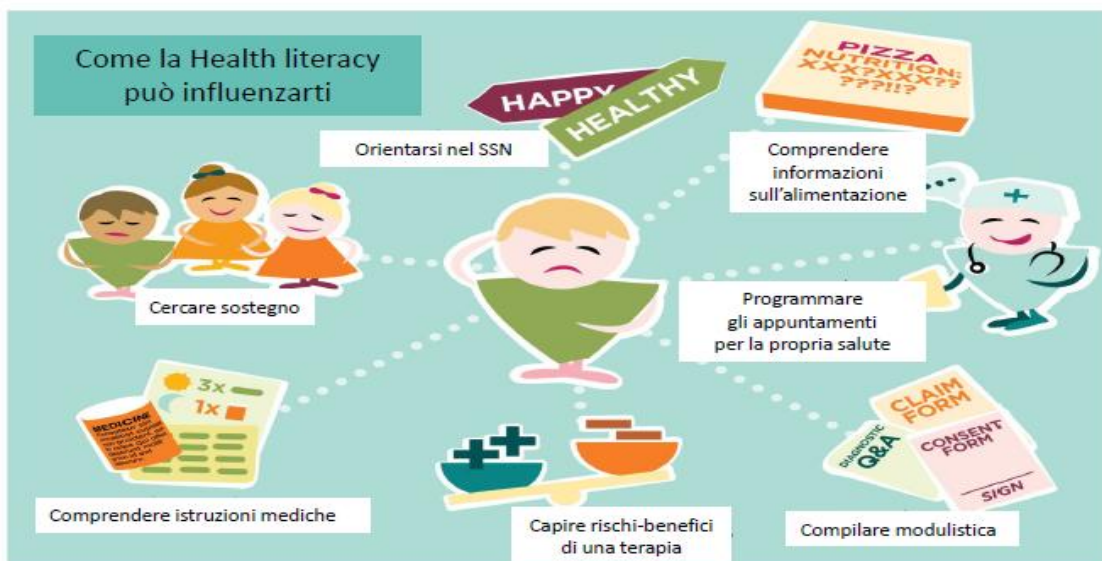 Come la Health literacy
può influenzarti
HAPPY
HEALTHY
Orientarsi nel SSN
PIZZA
NUTRITION:
XXX?XXX??
???!!?
Comprendere
informazioni
sull'alimentazione
Cercare sostegno
Programmare
gli appuntamenti
per la propria salute
3x
1x
MEDICINE
Comprendere istruzioni mediche
Capire rischi-benefici
di una terapia
CLAIM
FORM
DIAGNOSTIC
Q&A
CONSENT
FORM
SIGN
Compilare modulistica